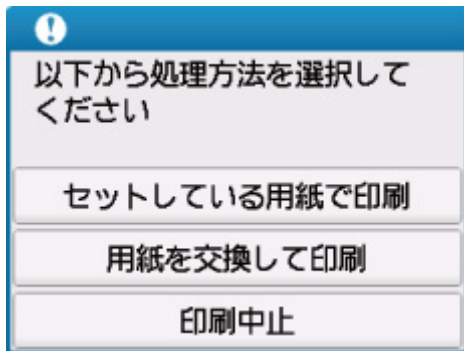 以下から処理方法を選択して
ください
セットしている用紙で印刷
用紙を交換して印刷
印刷中止